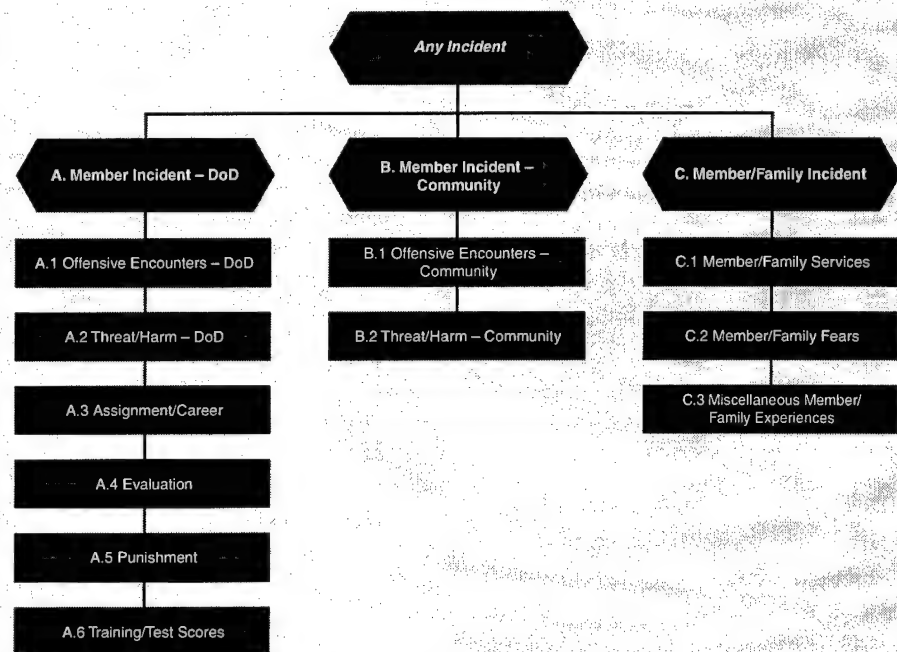 Any Incident
A. Member Incident – DoD
B. Member Incident –
Community
C. Member/Family Incident
A.1 Offensive Encounters – DoD
A.2 Threat/Harm – DoD
A.3 Assignment/Career
A.4 Evaluation
A.5 Punishment
A.6 Training/Test Scores
B.1 Offensive Encounters –
Community
B.2 Threat/Harm – Community
C.1 Member/Family Services
C.2 Member/Family Fears
C.3 Miscellaneous Member/
Family Experiences